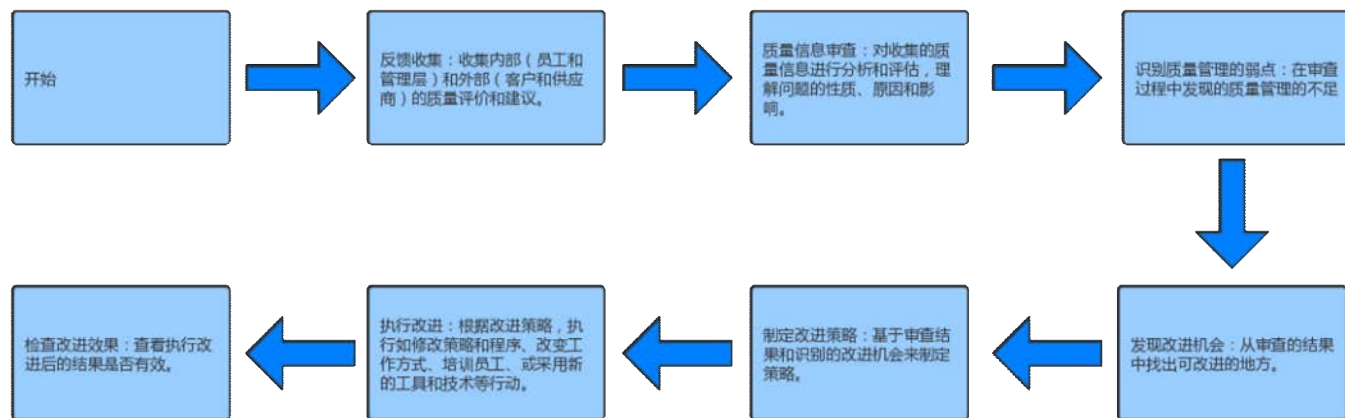 开始
反馈收集：收集内部（员工和
管理层）和外部（客户和供应
商）的质量评价和建议。
质量信息审查：对收集的质
量信息进行分析和评估，理
解问题的性质、原因和影
响。
识别质量管理的弱点：在审查
过程中发现的质量管理的不足
发现改进机会：从审查的结果
中找出可改进的地方。
制定改进策略：基于审查结
果和识别的改进机会来制定
策略。
执行改进：根据改进策略，执
行如修改策略和程序、改变工
作方式、培训员工、或采用新
的工具和技术等行动。
检查改进效果：查看执行改
进后的结果是否有效。